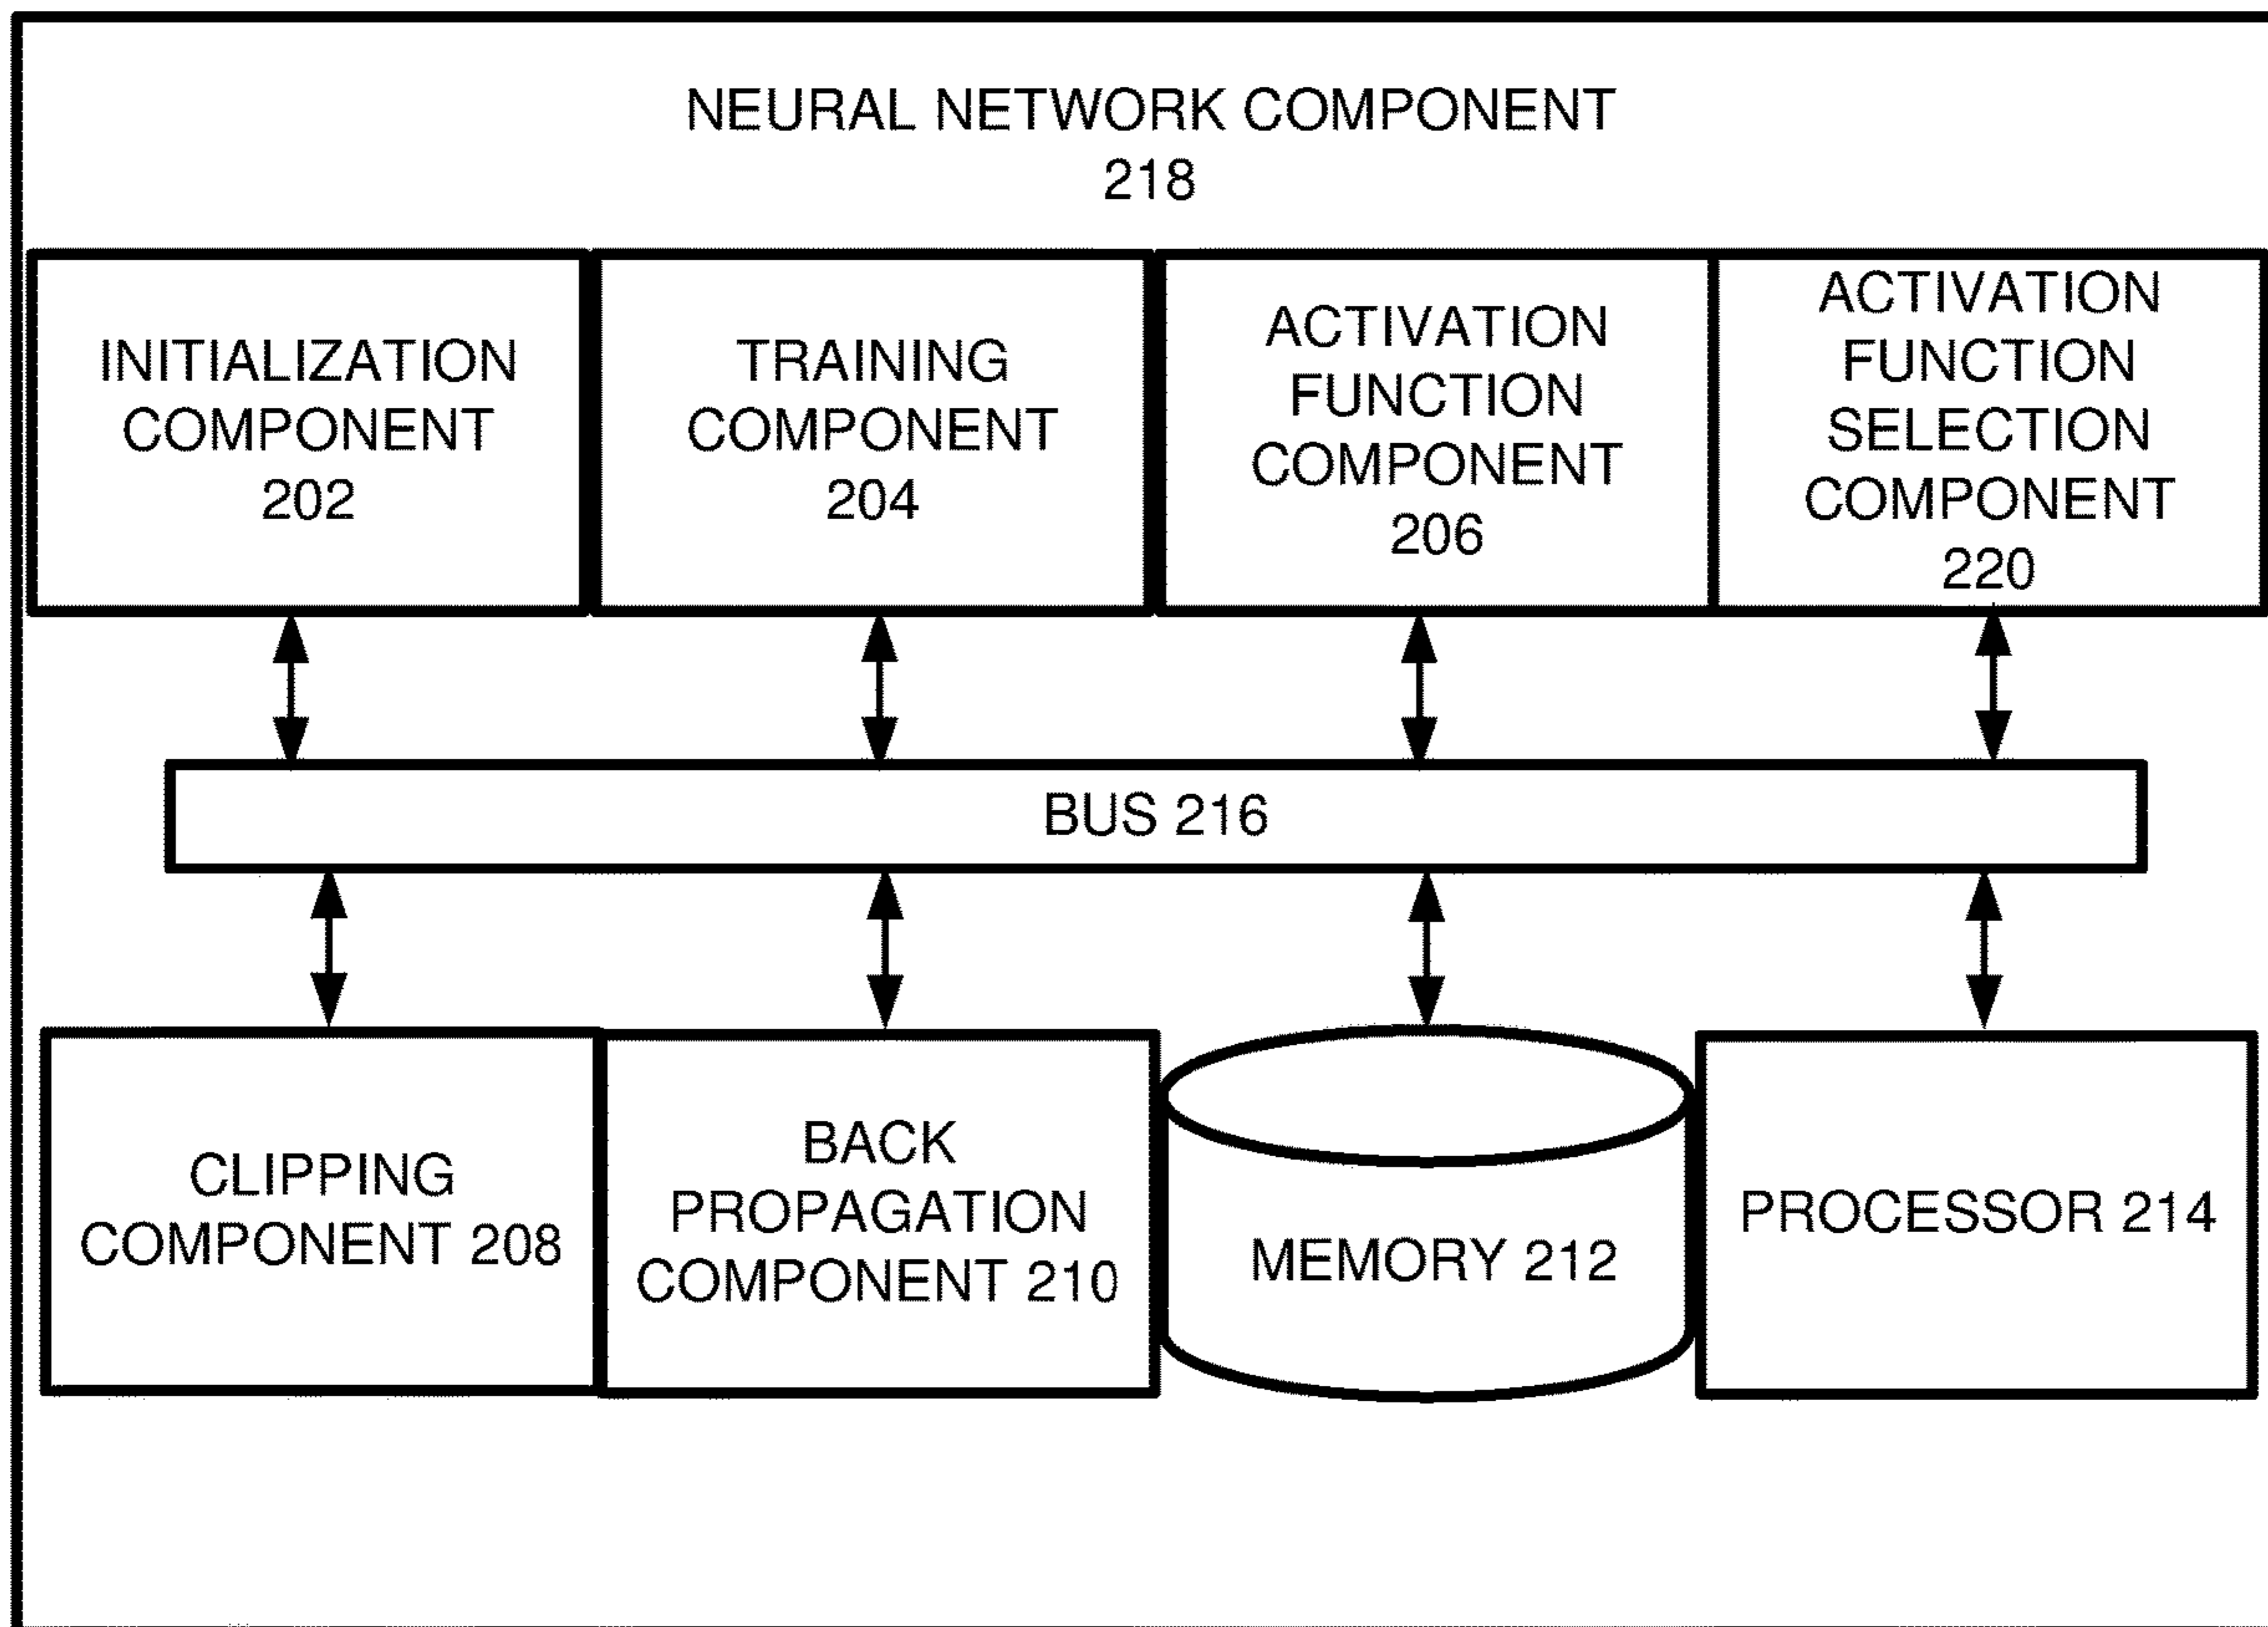 NEURAL NETWORK COMPONENT
218
INITIALIZATION
COMPONENT
202
TRAINING
COMPONENT
204
ACTIVATION
FUNCTION
COMPONENT
206
ACTIVATION
FUNCTION
SELECTION
COMPONENT
220
BUS 216
CLIPPING
COMPONENT 208
BACK
PROPAGATION
COMPONENT 210
MEMORY 212
PROCESSOR 214